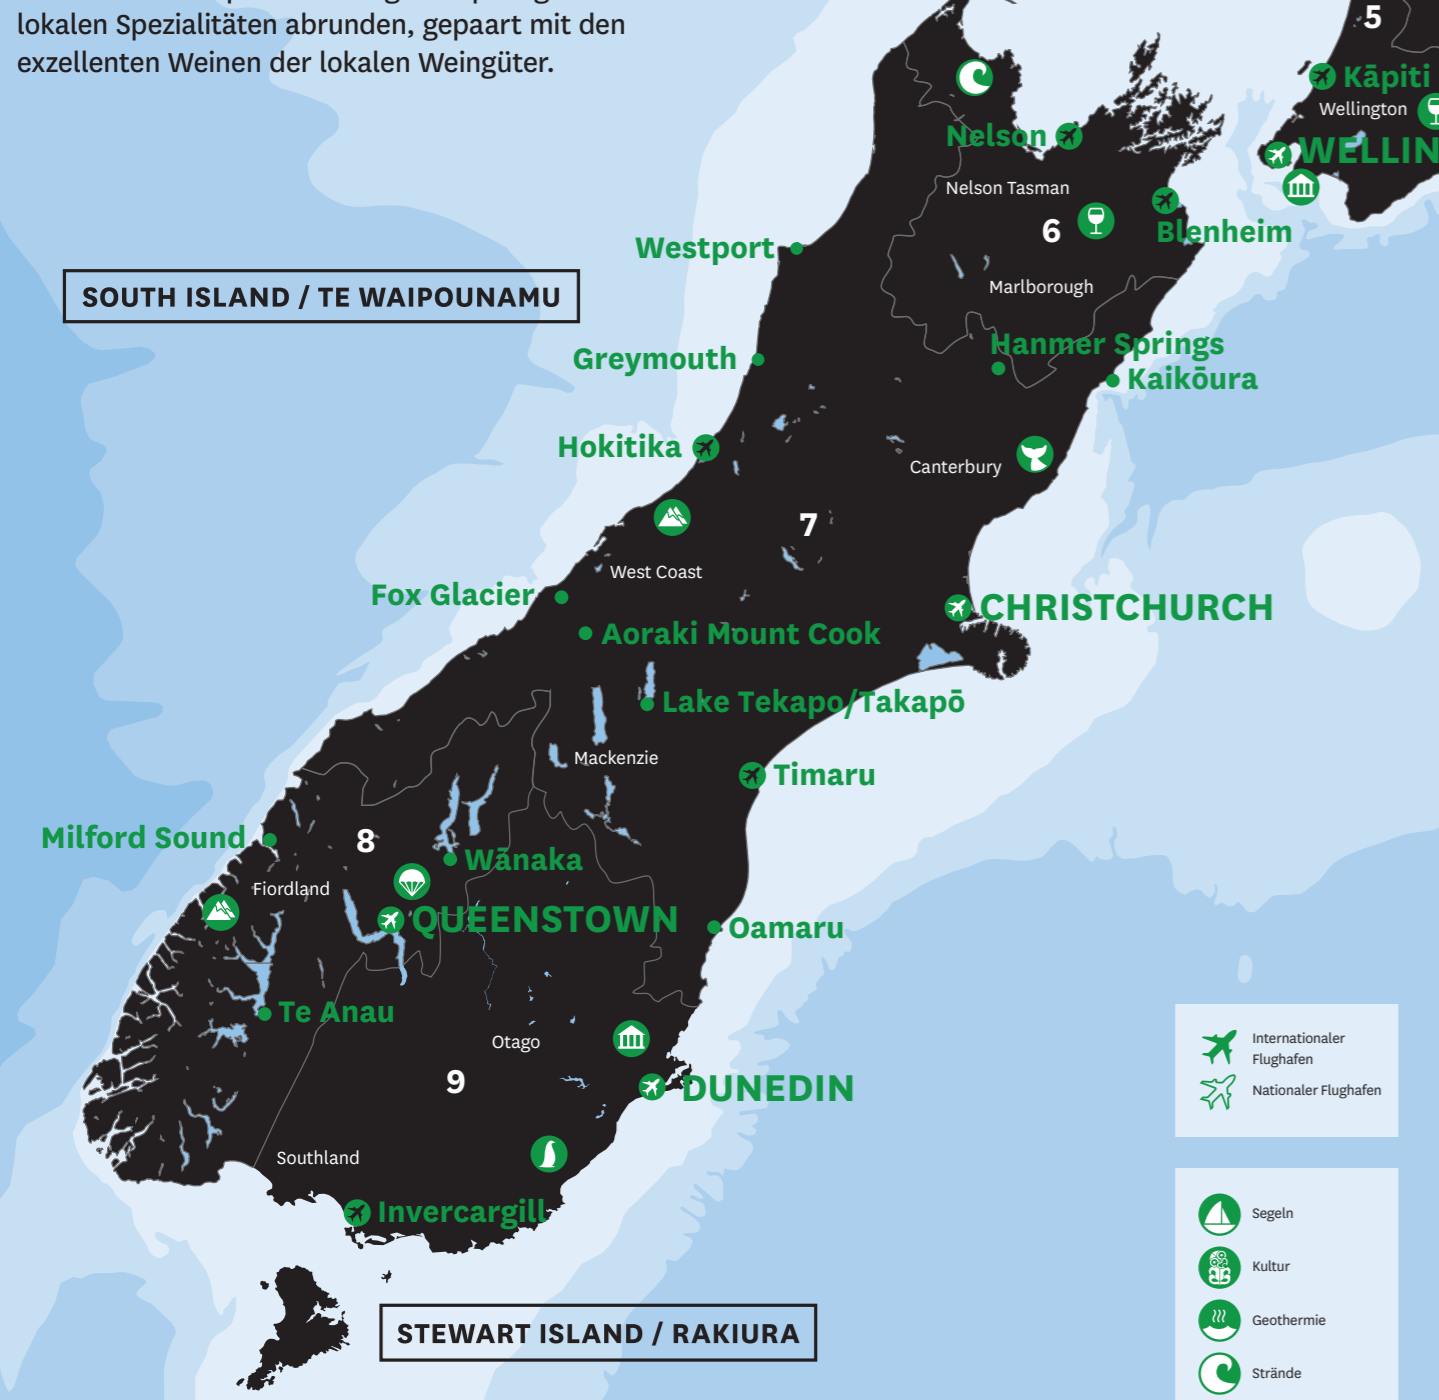 lokalen Spezialitäten abrunden, gepaart mit den
exzellenten Weinen der lokalen Weingüter.
5
Kāpiti
Wellington
WELLIN
Nelson
Nelson Tasman
6
Blenheim
Westport
Marlborough
SOUTH ISLAND / TE WAIPOUNAMU
Hanmer Springs
Greymouth
Kaikōura
Hokitika
Canterbury
7
West Coast
Fox Glacier
CHRISTCHURCH
Aoraki Mount Cook
Lake Tekapo/Takapō
Mackenzie
Timaru
Milford Sound
8
Wānaka
Fiordland
QUEENSTOWN
Oamaru
Te Anau
Otago
9
DUNEDIN
Southland
Invercargill
STEWART ISLAND / RAKIURA
Internationaler
Flughafen
Nationaler Flughafen
Segeln
Kultur
Geothermie
Strände